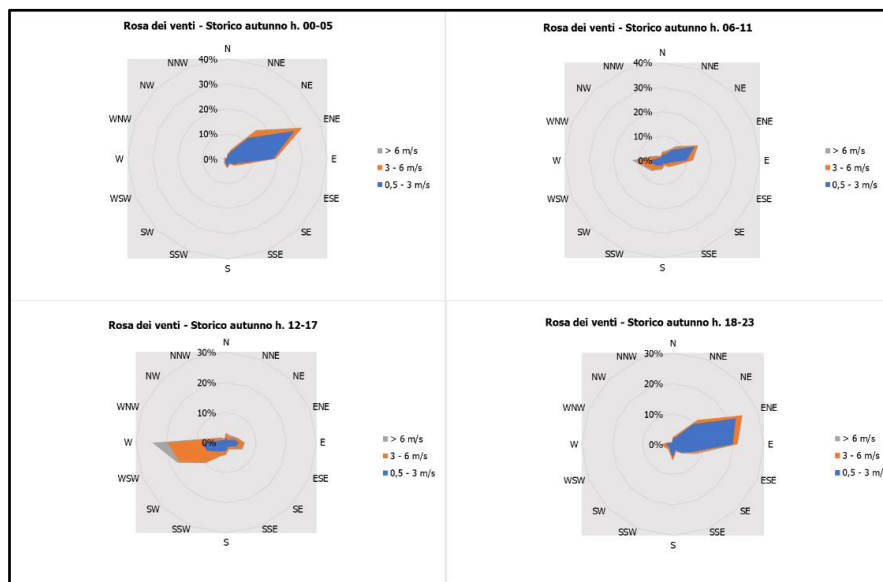 Rosa dei venti - Storico autunno h. 00-05
N
NNW
NNE
40%
NW
NE
30%
20%
WNW
ENE
10%
W
0%
E
WSW
ESE
SW
SE
SSW
SSE
S
> 6 m/s
3 - 6 m/s
0,5 - 3 m/s
Rosa dei venti - Storico autunno h. 06-11
N
40%
NNW
NNE
30%
NW
NE
20%
WNW
ENE
10%
W
0%
E
WSW
ESE
SW
SE
SSW
SSE
S
> 6 m/s
3 - 6 m/s
0,5 - 3 m/s
Rosa dei venti - Storico autunno h. 12-17
N
30%
NNW
NNE
NW
NE
20%
WNW
ENE
10%
W
0%
E
WSW
ESE
SW
SE
SSW
SSE
S
> 6 m/s
3 - 6 m/s
0,5 - 3 m/s
Rosa dei venti - Storico autunno h. 18-23
N
30%
NNW
NNE
NW
NE
20%
WNW
ENE
10%
W
0%
E
WSW
ESE
SW
SE
SSW
SSE
S
> 6 m/s
3 - 6 m/s
0,5 - 3 m/s